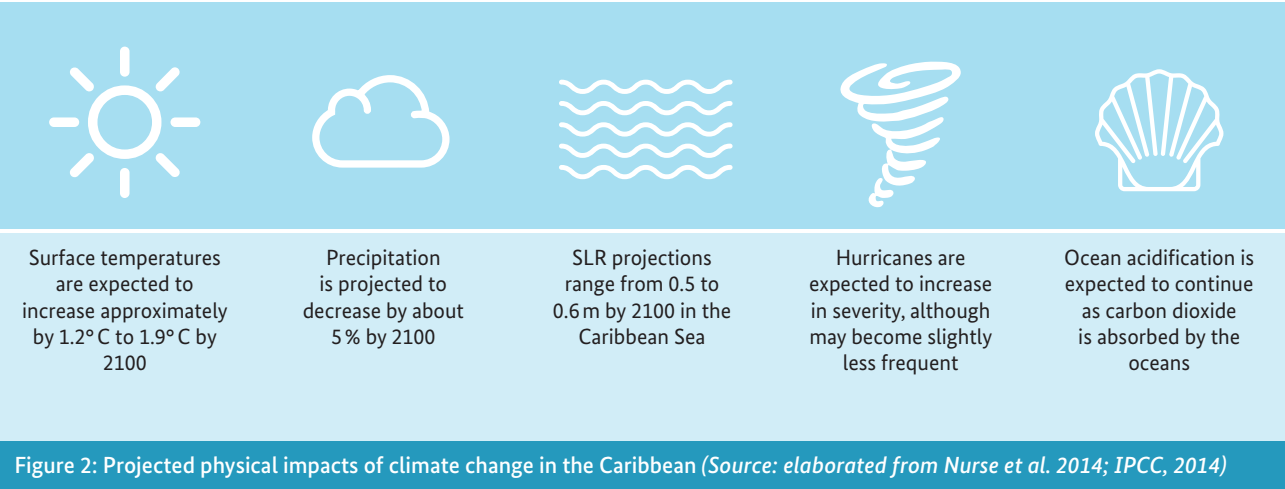 Surface temperatures
are expected to
increase approximately
by 1.2° C to 1.9° C by
2100
Precipitation
is projected to
decrease by about
5 % by 2100
SLR projections
range from 0.5 to
0.6 m by 2100 in the
Caribbean Sea
Hurricanes are
expected to increase
in severity, although
may become slightly
less frequent
Ocean acidification is
expected to continue
as carbon dioxide
is absorbed by the
oceans
Figure 2: Projected physical impacts of climate change in the Caribbean (Source: elaborated from Nurse et al. 2014; IPCC, 2014)